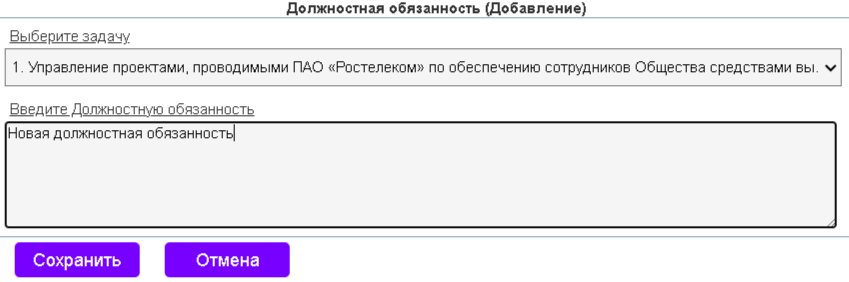 Должностная обязанность (Добавление)
Выберите задачу
1. Управление проектами, проводимыми ПАО «Ростелеком» по обеспечению сотрудников Общества средствами вы.
Введите Должностную обязанность
Новая должностная обязанность
Сохранить Отмена